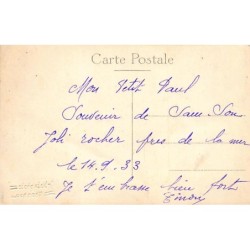 Carte Postale
Mon Petit Paul
Souvenir de Sam-Son
Joli rocher pres de la mer
le 14.9.33
Je t'embrasse bien fort